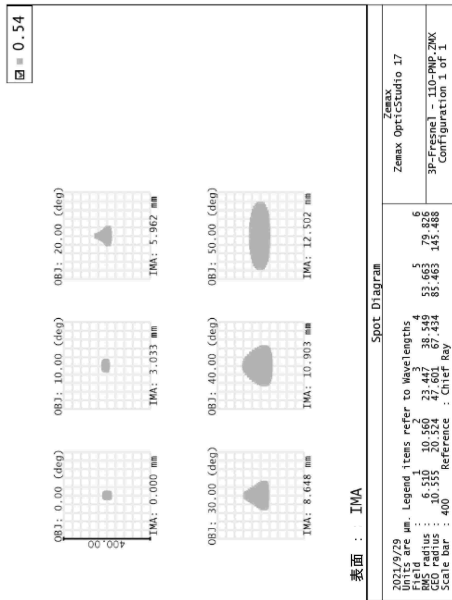 0.54
OBJ: 0.00 (deg)
OBJ: 10.00 (deg)
OBJ: 20.00 (deg)
400.00
IMA: 0.000 mm
IMA: 3.033 mm
IMA: 5.962 mm
OBJ: 30.00 (deg)
OBJ: 40.00 (deg)
OBJ: 50.00 (deg)
IMA: 8.648 mm
IMA: 10.903 mm
IMA: 12.502 mm
表面 : IMA
Spot Diagram
2021/9/29
Units are µm. Legend items refer to Wavelengths
Field : 1 2 3 4 5 6
RMS radius : 6.510 10.560 23.447 38.549 53.663 79.826
GEO radius : 10.555 20.524 47.601 67.434 85.463 145.488
Scale bar : 400 Reference : Chief Ray
Zemax
Zemax OpticStudio 17
3P-Fresnel - 110-PNP.ZMX
Configuration 1 of 1